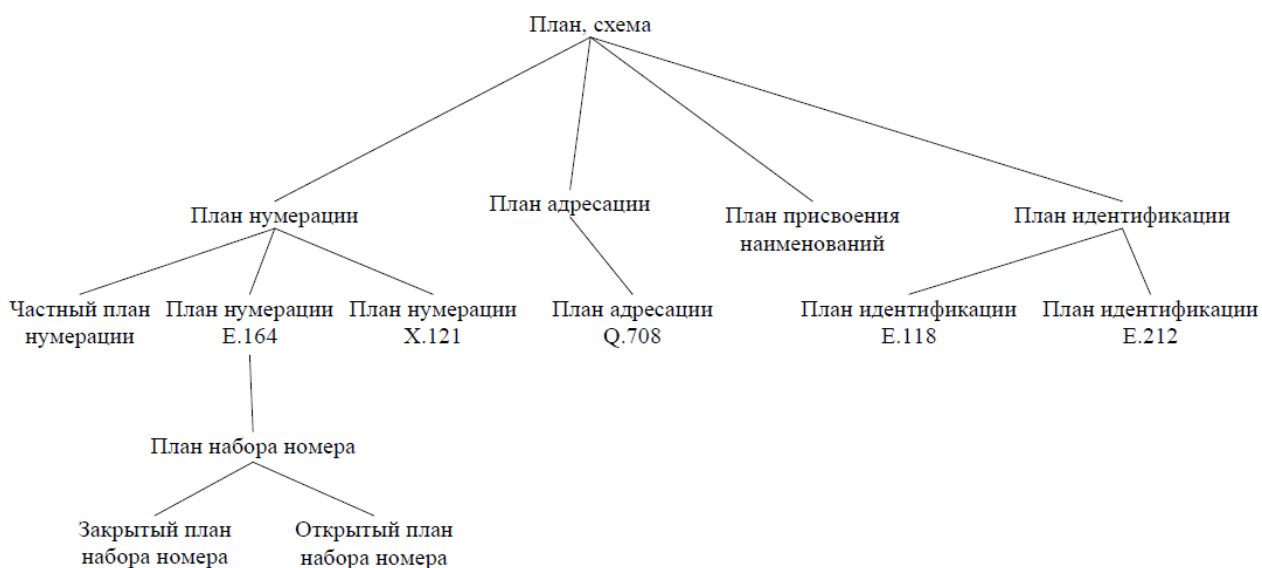 План, схема
План нумерации
План адресации
План присвоения
наименований
План идентификации
Частный план
нумерации
План нумерации
E.164
План нумерации
X.121
План адресации
Q.708
План идентификации
E.118
План идентификации
E.212
План набора номера
Закрытый план
набора номера
Открытый план
набора номера